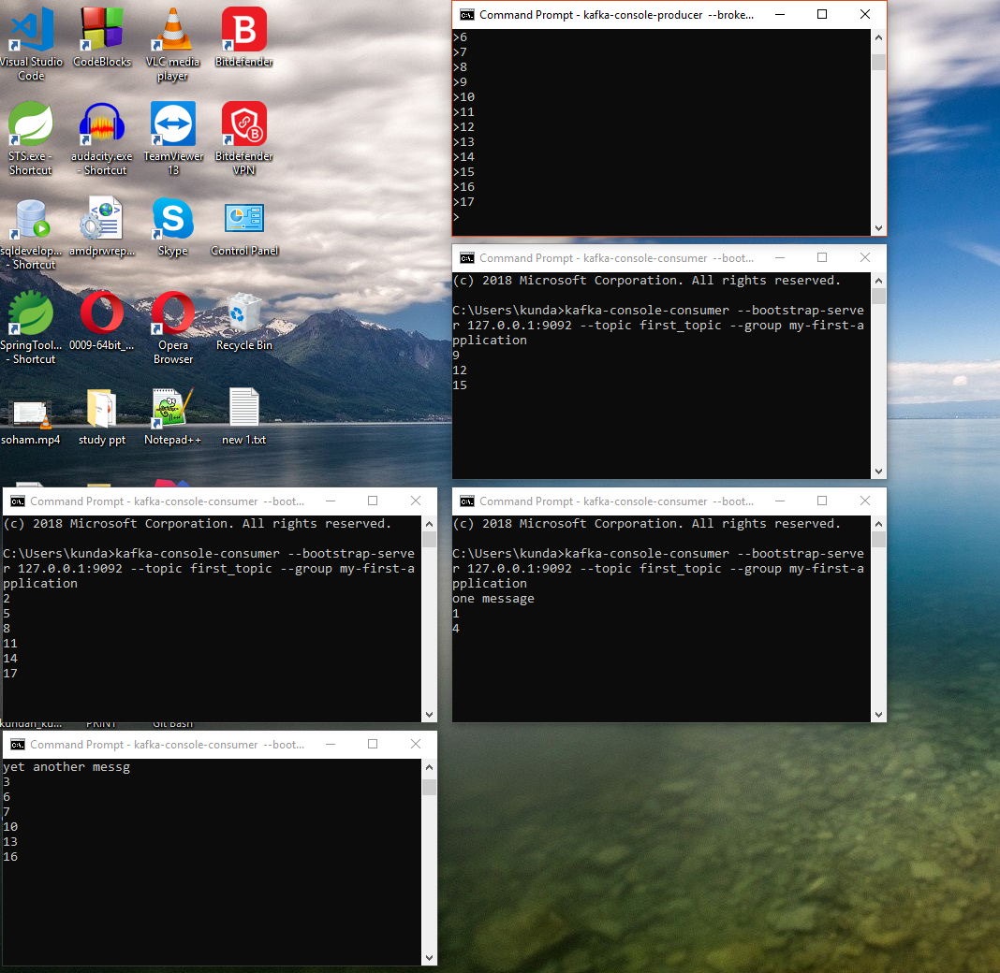 Visual Studio
Code
CodeBlocks
VLC media
player
Bitdefender
STS.exe -
Shortcut
audacity.exe
- Shortcut
TeamViewer
13
Bitdefender
VPN
sqldevelop...
- Shortcut
amdprwrep...
Skype
Control Panel
SpringTool...
- Shortcut
0009-64bit_...
Opera
Browser
Recycle Bin
soham.mp4
study ppt
Notepad++
new 1.txt
Command Prompt - kafka-console-producer --broke...
>6
>7
>8
>9
>10
>11
>12
>13
>14
>15
>16
>17
>
Command Prompt - kafka-console-consumer --boot...
(c) 2018 Microsoft Corporation. All rights reserved.
C:\Users\kunda>kafka-console-consumer --bootstrap-serve
r 127.0.0.1:9092 --topic first_topic --group my-first-a
pplication
9
12
15
Command Prompt - kafka-console-consumer --boot...
(c) 2018 Microsoft Corporation. All rights reserved.
C:\Users\kunda>kafka-console-consumer --bootstrap-serve
r 127.0.0.1:9092 --topic first_topic --group my-first-a
pplication
2
5
8
11
14
17
Command Prompt - kafka-console-consumer --boot...
(c) 2018 Microsoft Corporation. All rights reserved.
C:\Users\kunda>kafka-console-consumer --bootstrap-serve
r 127.0.0.1:9092 --topic first_topic --group my-first-a
pplication
one message
1
4
kundan_ku...
PRINT
Git Bash
Command Prompt - kafka-console-consumer --boot...
yet another messg
3
6
7
10
13
16